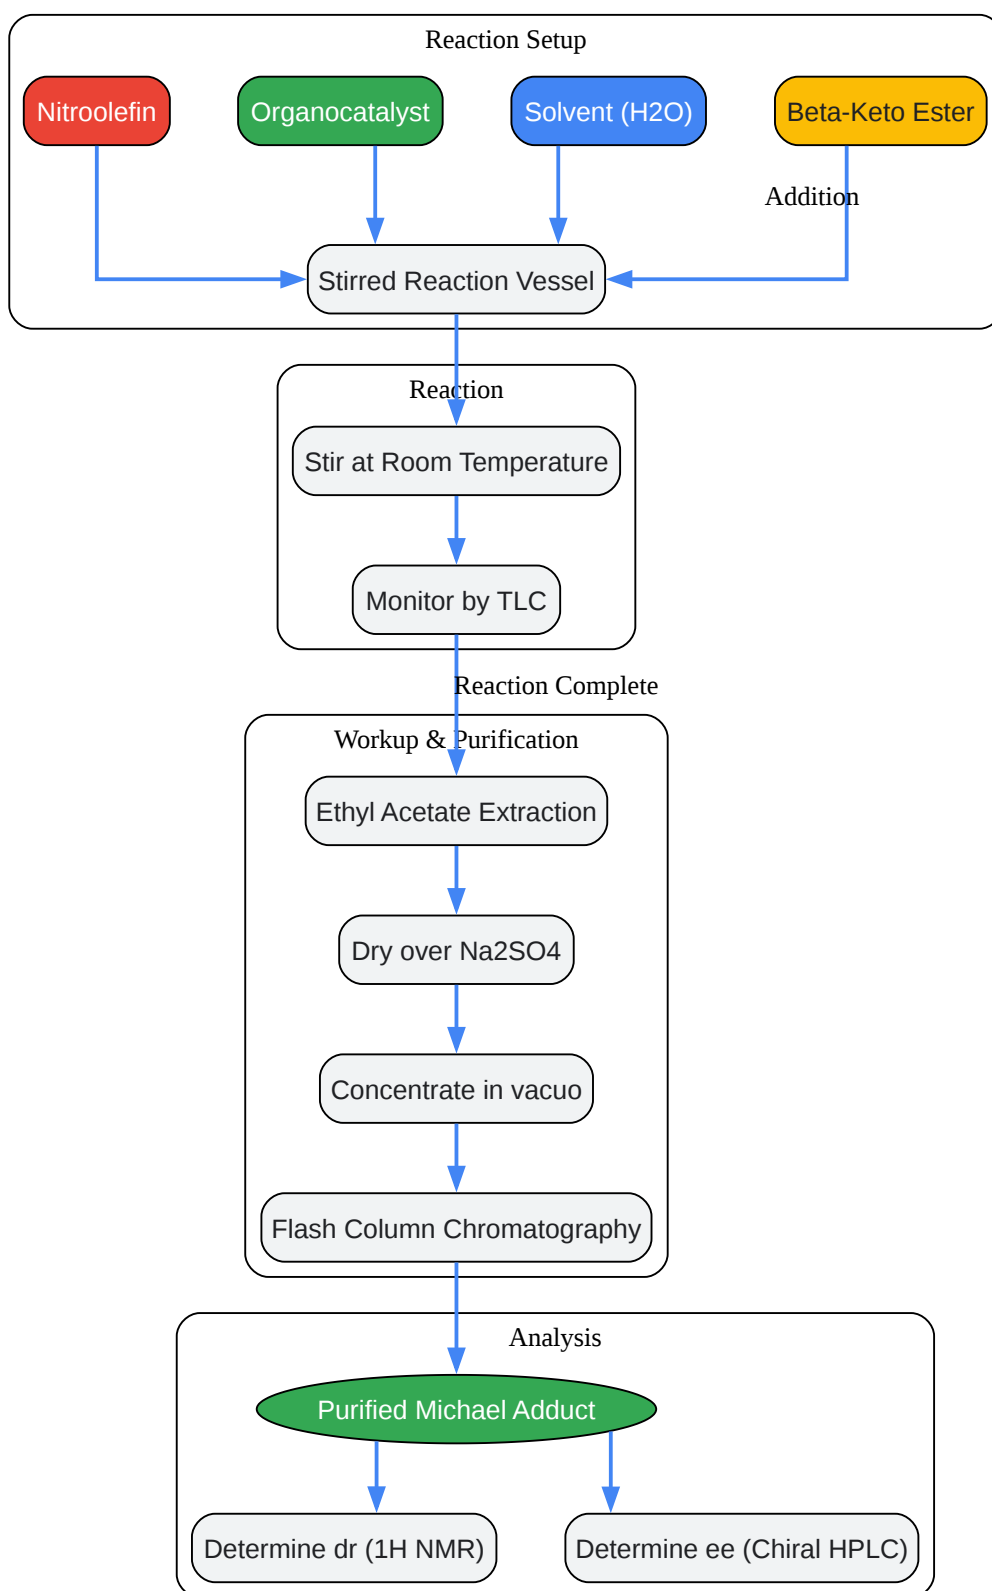 Reaction Setup
Nitroolefin
Organocatalyst
Solvent (H2O)
Beta-Keto Ester
Addition
Stirred Reaction Vessel
Reaction
Stir at Room Temperature
Monitor by TLC
Reaction Complete
Workup & Purification
Ethyl Acetate Extraction
Dry over Na2SO4
Concentrate in vacuo
Flash Column Chromatography
Analysis
Purified Michael Adduct
Determine dr (1H NMR)
Determine ee (Chiral HPLC)